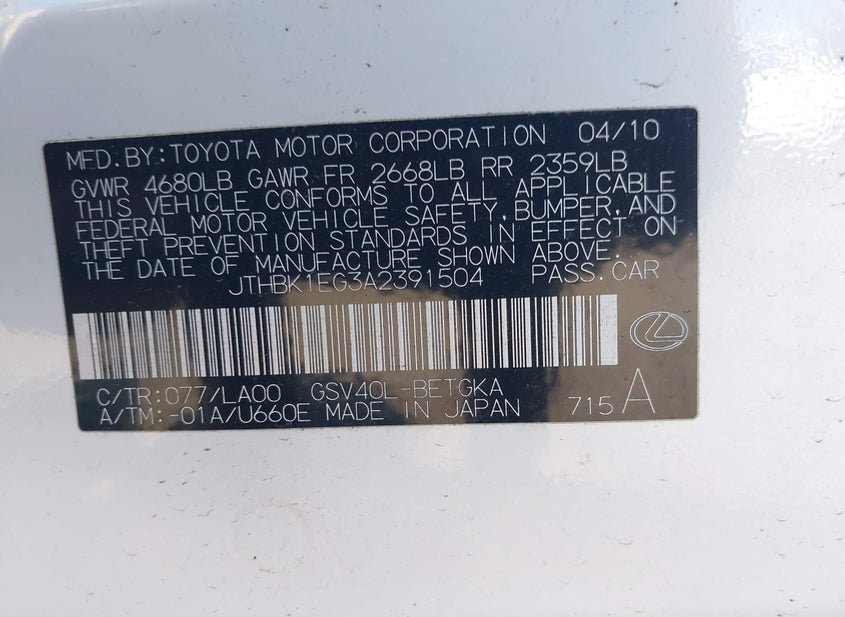 MFD.BY:TOYOTA MOTOR CORPORATION 04/10
GVWR 4680LB GAWR FR 2668LB RR 2359LB
THIS VEHICLE CONFORMS TO ALL APPLICABLE
FEDERAL MOTOR VEHICLE SAFETY,BUMPER,AND
THEFT PREVENTION STANDARDS IN EFFECT ON
THE DATE OF MANUFACTURE SHOWN ABOVE.
JTHBK1EG3A2391504 PASS.CAR
C/TR:077/LA00 GSV40L-BETGKA
A/TM:-01A/U660E MADE IN JAPAN 715 A